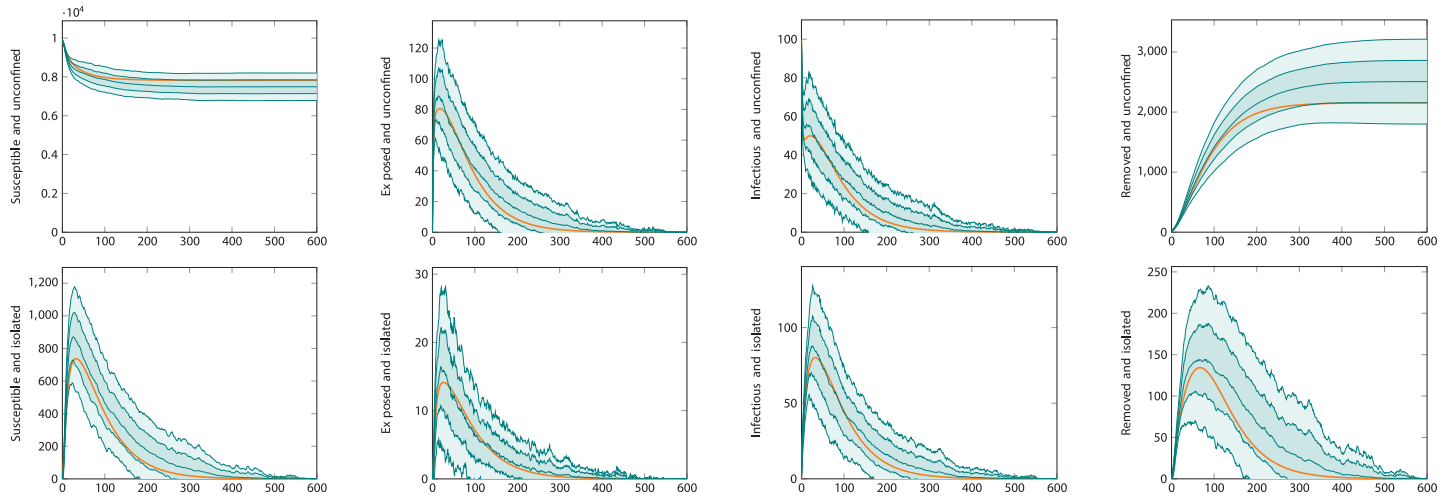 ·10⁴
Susceptible and unconfined
1
0.8
0.6
0.4
0.2
0
0 100 200 300 400 500 600
Ex posed and unconfined
120
100
80
60
40
20
0
0 100 200 300 400 500 600
Infectious and unconfined
100
80
60
40
20
0
0 100 200 300 400 500 600
Removed and unconfined
3,000
2,000
1,000
0
0 100 200 300 400 500 600
Susceptible and isolated
1,200
1,000
800
600
400
200
0
0 100 200 300 400 500 600
Ex posed and isolated
30
20
10
0
0 100 200 300 400 500 600
Infectious and isolated
100
50
0
0 100 200 300 400 500 600
Removed and isolated
250
200
150
100
50
0
0 100 200 300 400 500 600